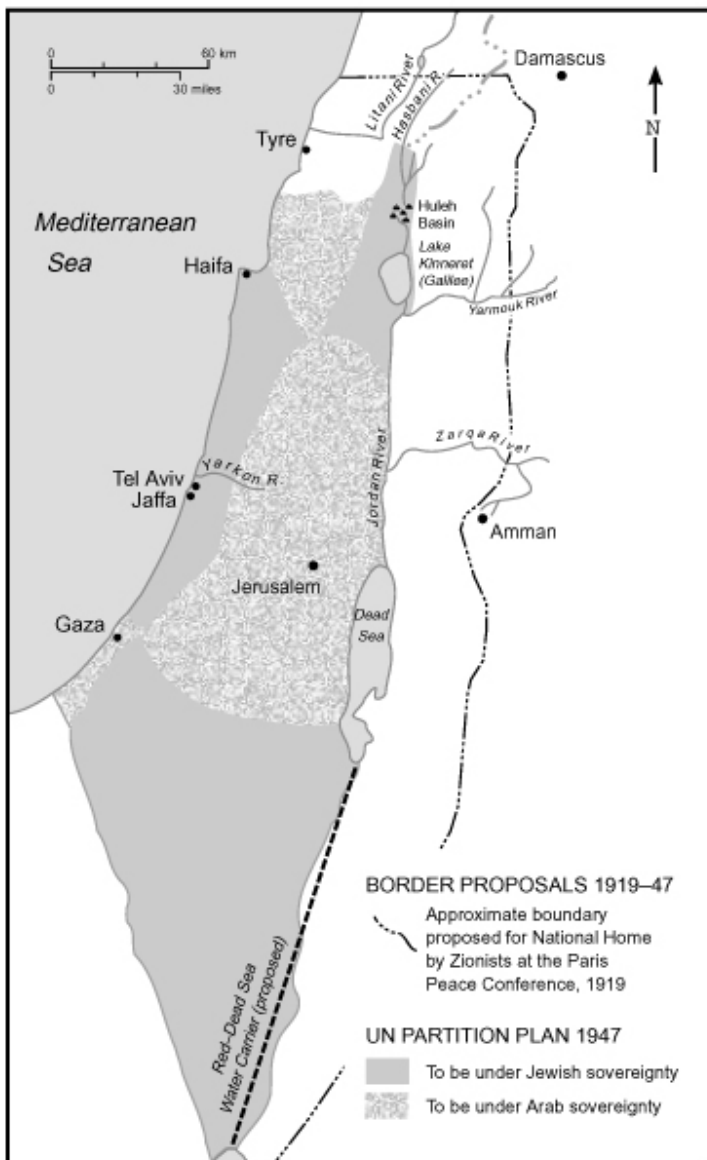 0 60 km
0 30 miles
Damascus
Litani River
Hasbani R.
N
Tyre
Mediterranean
Sea
Huleh
Basin
Lake
Kinneret
(Galilee)
Haifa
Yarmouk River
Zarqa River
Jordan River
Yarkon R.
Tel Aviv
Jaffa
Amman
Jerusalem
Dead
Sea
Gaza
Red–Dead Sea
Water Carrier (proposed)
BORDER PROPOSALS 1919–47
Approximate boundary
proposed for National Home
by Zionists at the Paris
Peace Conference, 1919
UN PARTITION PLAN 1947
To be under Jewish sovereignty
To be under Arab sovereignty